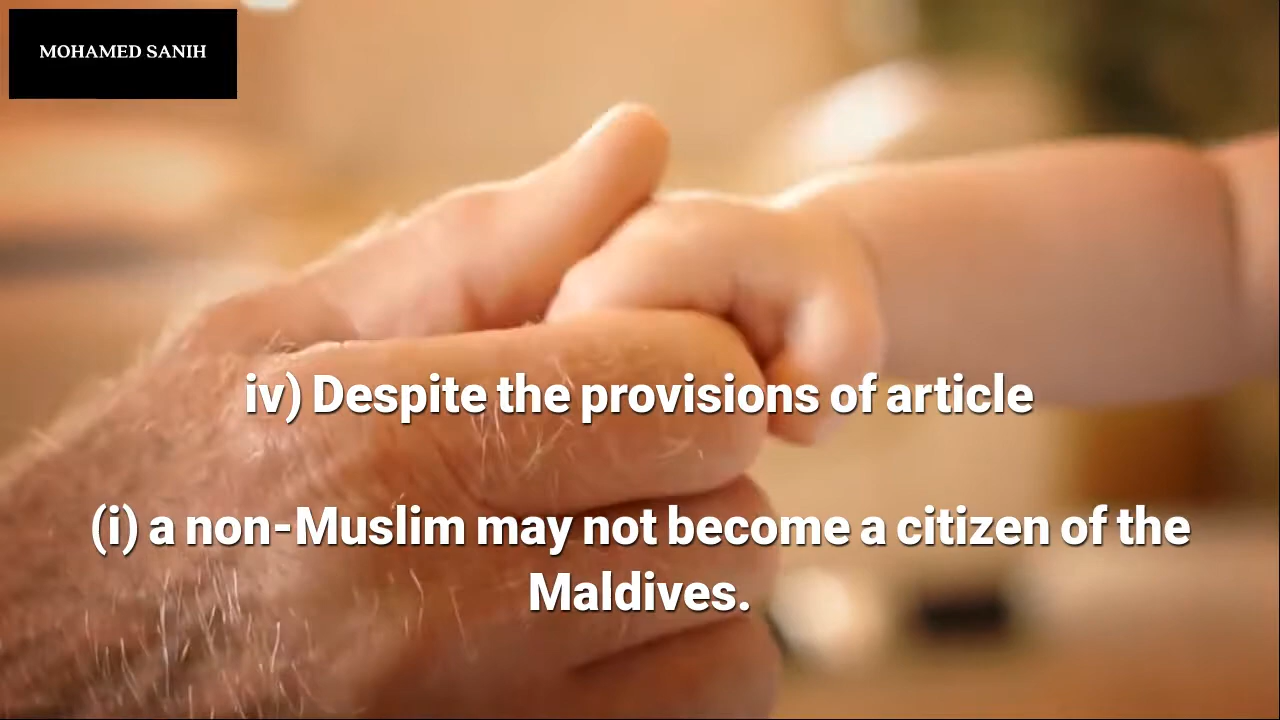 MOHAMED SANIH
iv) Despite the provisions of article
(i) a non-Muslim may not become a citizen of the
Maldives.